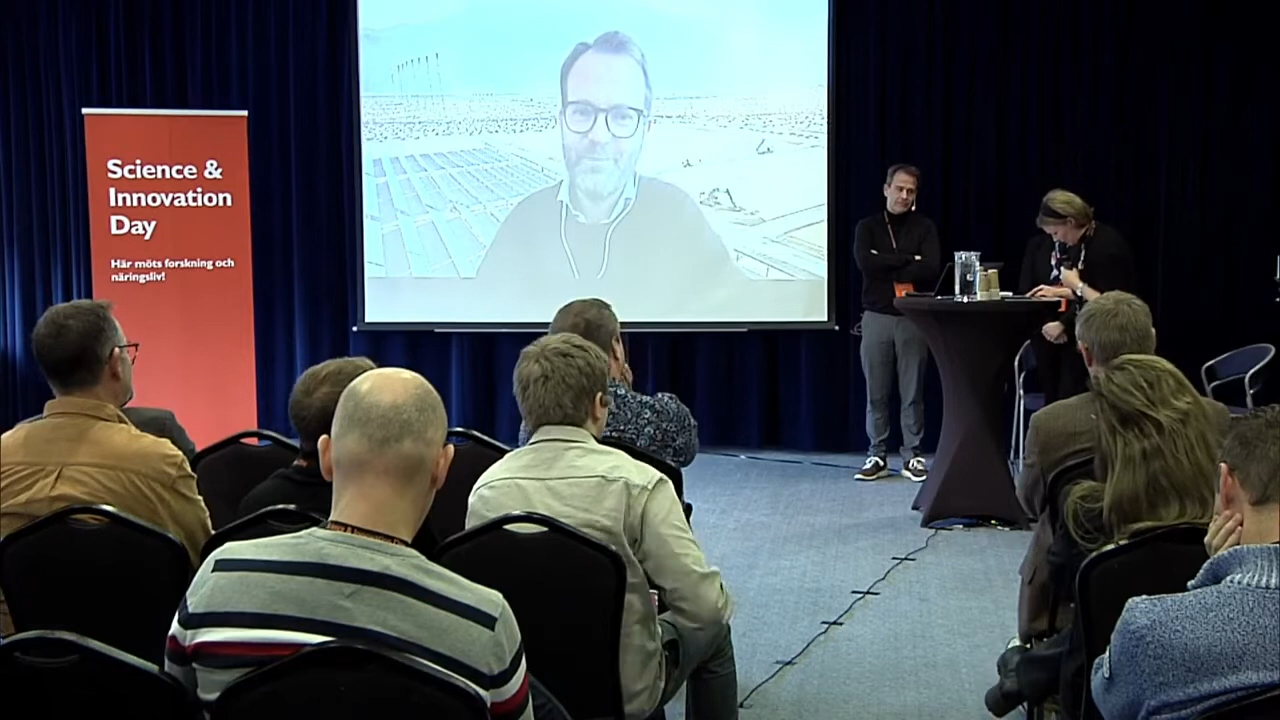 Science &
Innovation
Day
Här möts forskning och
näringsliv!